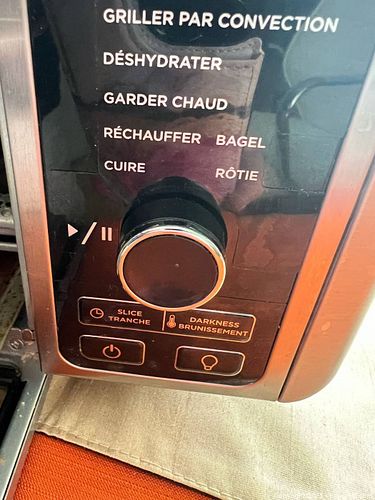 GRILLER PAR CONVECTION
DÉSHYDRATER
GARDER CHAUD
RÉCHAUFFER BAGEL
CUIRE RÔTIE
SLICE
TRANCHE
DARKNESS
BRUNISSEMENT